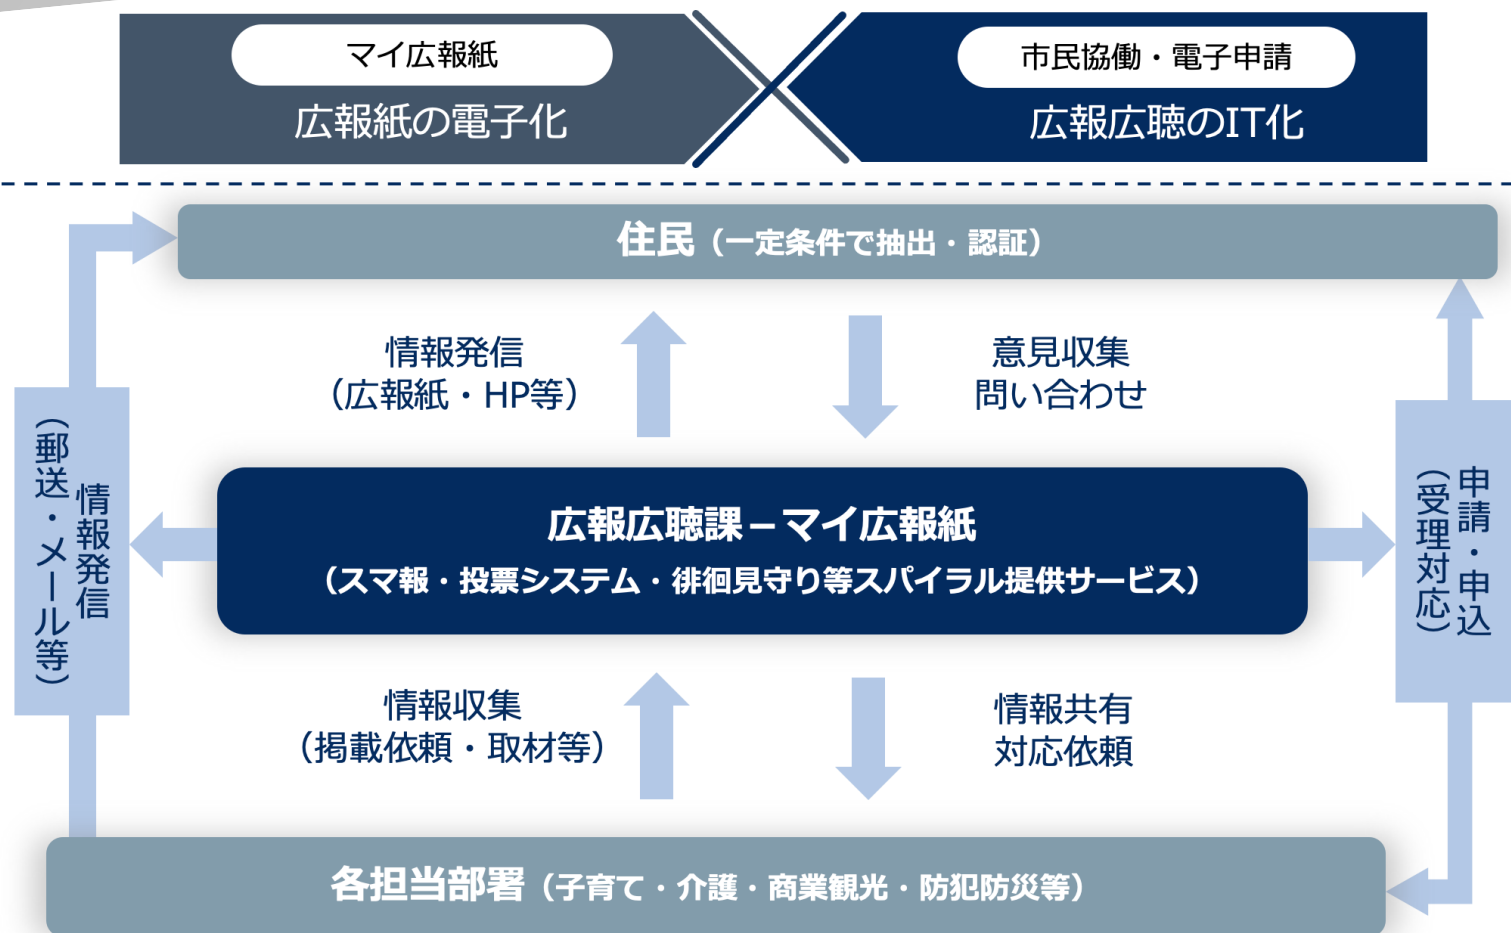 マイ広報紙
広報紙の電子化
市民協働・電子申請
広報広聴のIT化
住民（一定条件で抽出・認証）
情報発信
（広報紙・HP等）
意見収集
問い合わせ
情報発信
（郵送・メール等）
広報広聴課－マイ広報紙
（スマ報・投票システム・徘徊見守り等スパイラル提供サービス）
申請・申込
（受理対応）
情報収集
（掲載依頼・取材等）
情報共有
対応依頼
各担当部署（子育て・介護・商業観光・防犯防災等）